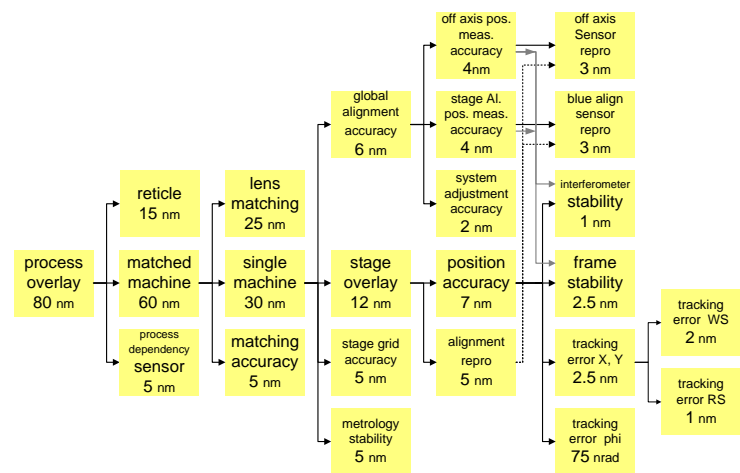 process
overlay
80 nm
reticle
15 nm
matched
machine
60 nm
process
dependency
sensor
5 nm
lens
matching
25 nm
single
machine
30 nm
matching
accuracy
5 nm
global
alignment
accuracy
6 nm
stage
overlay
12 nm
stage grid
accuracy
5 nm
metrology
stability
5 nm
off axis pos.
meas.
accuracy
4nm
stage Al.
pos. meas.
accuracy
4 nm
system
adjustment
accuracy
2 nm
position
accuracy
7 nm
alignment
repro
5 nm
off axis
Sensor
repro
3 nm
blue align
sensor
repro
3 nm
interferometer
stability
1 nm
frame
stability
2.5 nm
tracking
error X, Y
2.5 nm
tracking
error phi
75 nrad
tracking
error WS
2 nm
tracking
error RS
1 nm